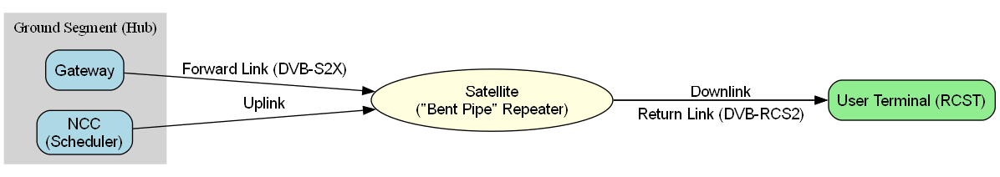 Ground Segment (Hub)
Gateway
NCC
(Scheduler)
Forward Link (DVB-S2X)
Uplink
Satellite
("Bent Pipe" Repeater)
Downlink
Return Link (DVB-RCS2)
User Terminal (RCST)